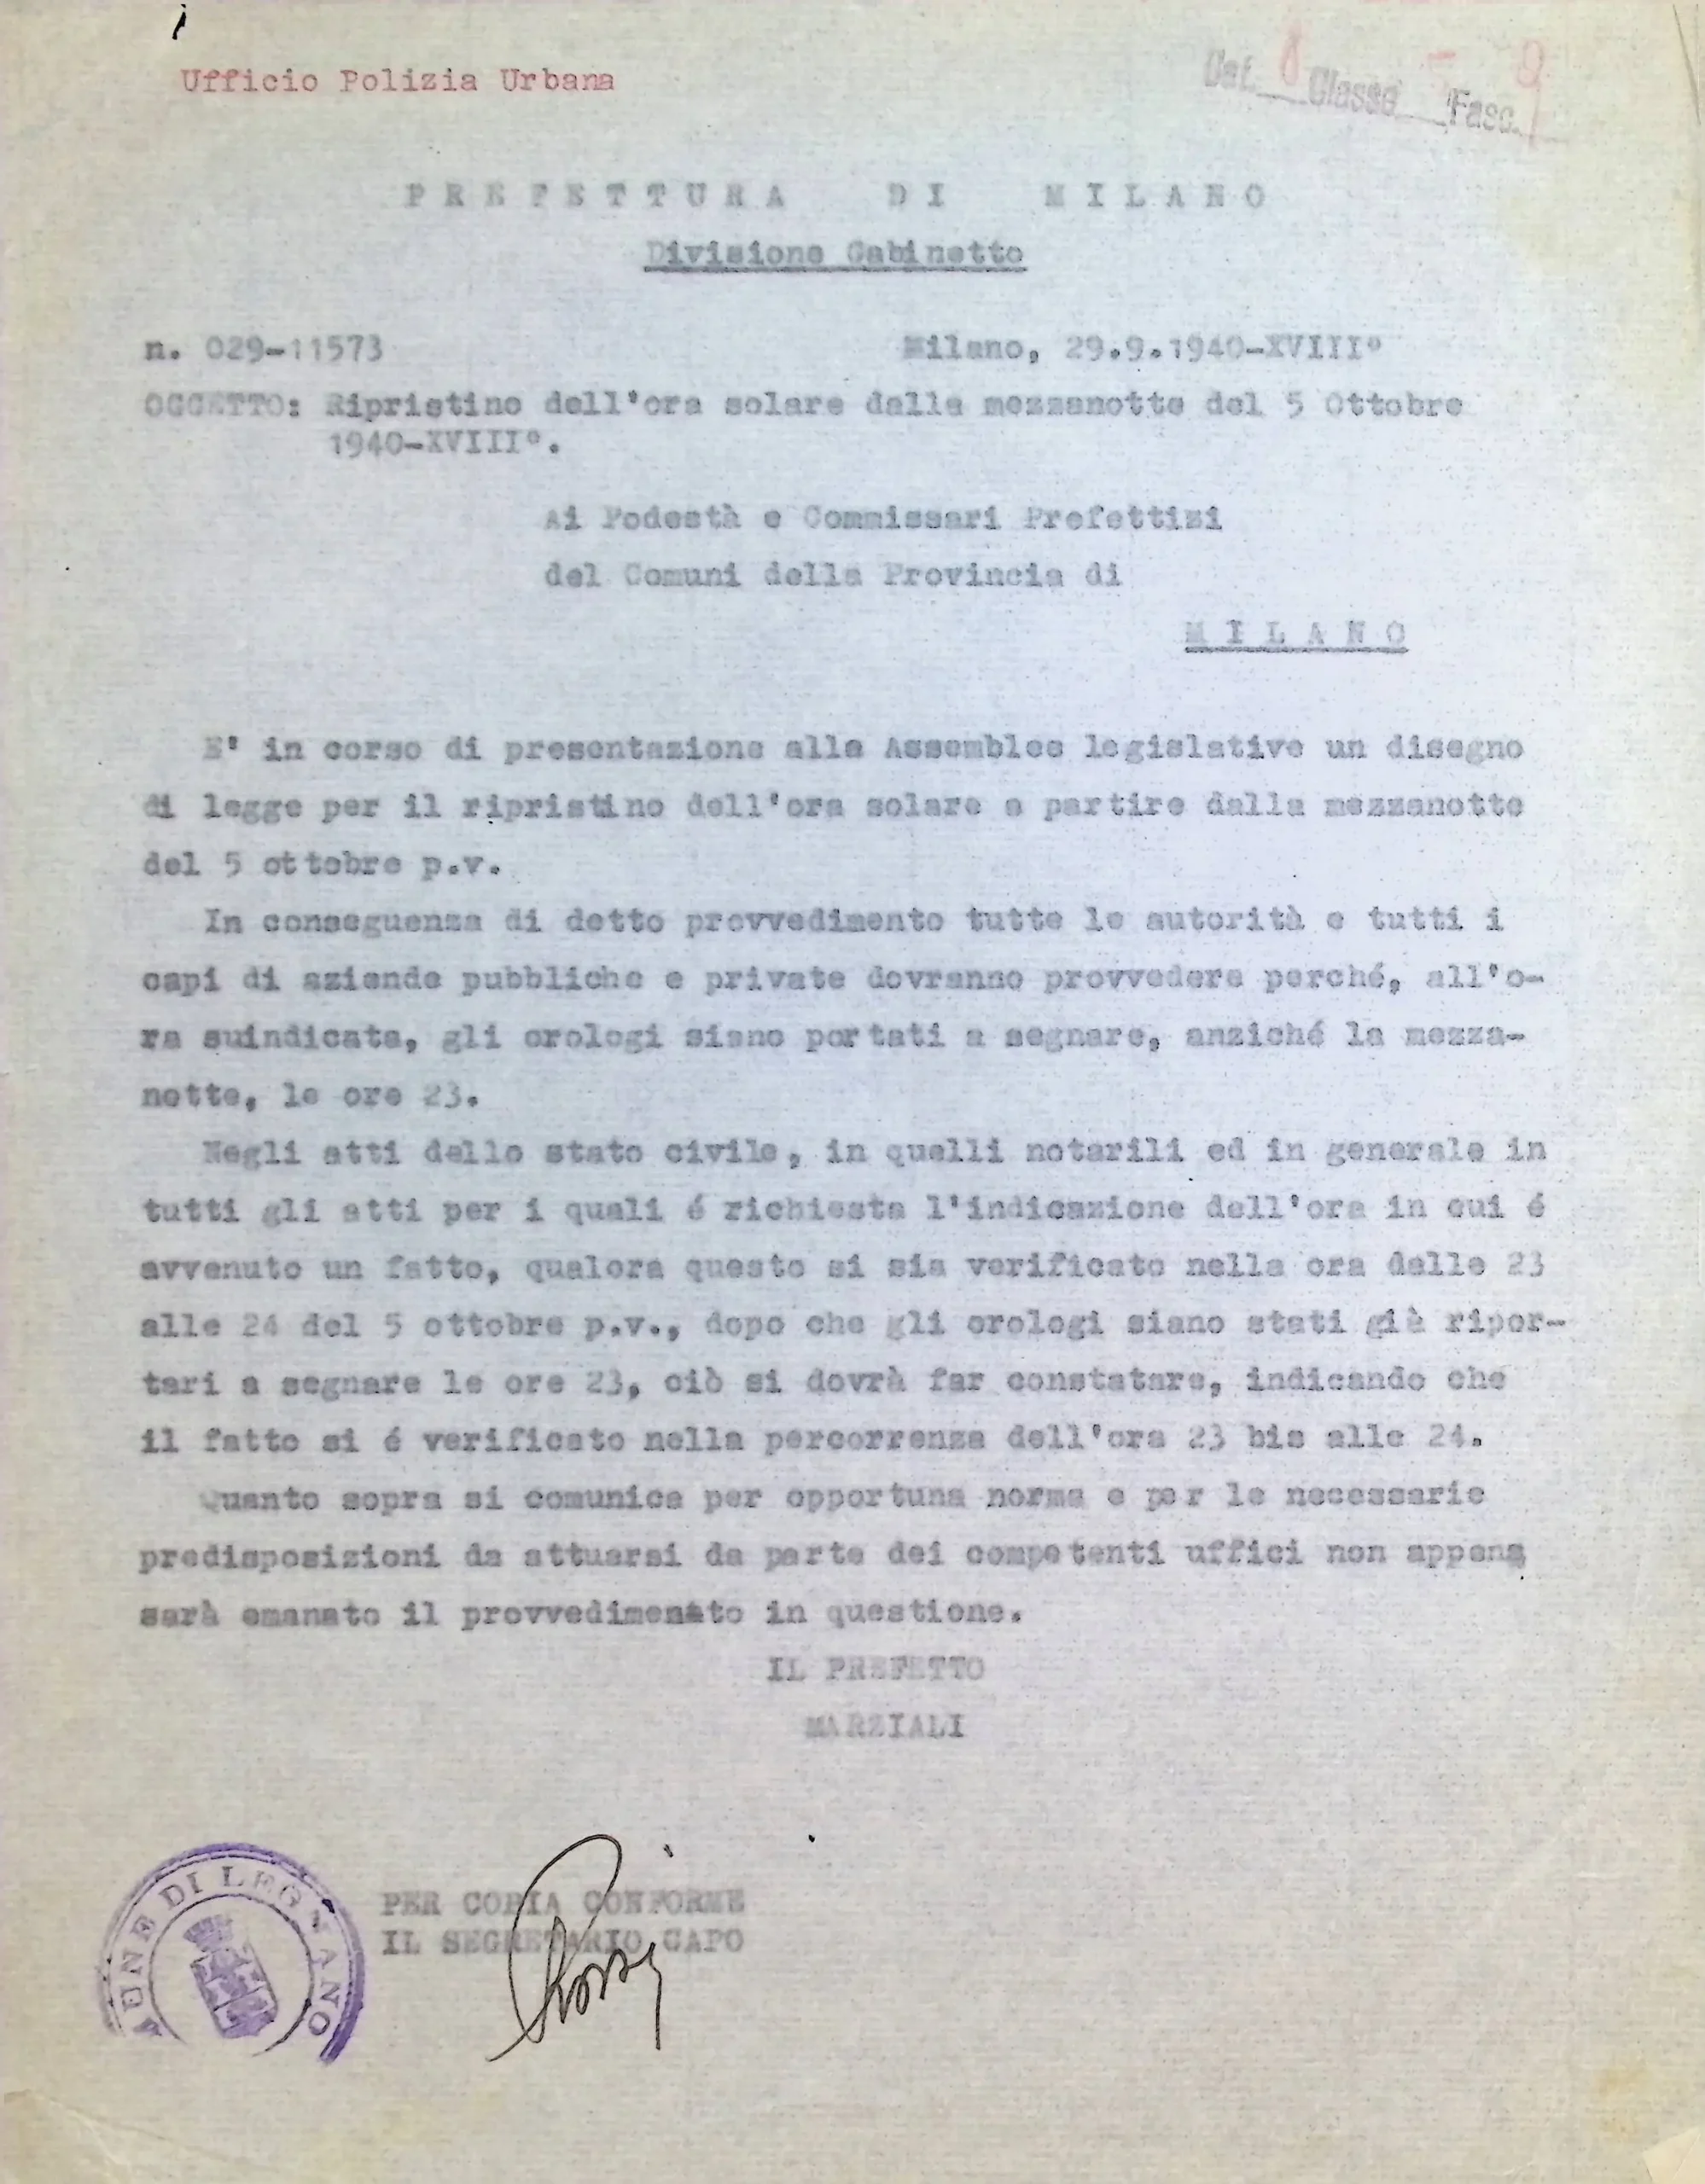 Ufficio Polizia Urbana
Cat. 8 Classe Fasc. 9
PREFETTURA DI MILANO
Divisione Gabinetto
n. 029-11573 Milano, 29.9.1940-XVIII°
OGGETTO: Ripristino dell'ora solare dalla mezzanotte del 5 Ottobre
1940-XVIII°.
Ai Podestà e Commissari Prefettizi
dei Comuni della Provincia di
MILANO
E' in corso di presentazione alle Assemblee legislative un disegno
di legge per il ripristino dell'ora solare a partire dalla mezzanotte
del 5 ottobre p.v.
In conseguenza di detto provvedimento tutte le autorità e tutti i
capi di aziende pubbliche e private dovranno provvedere perché, all'o-
ra suindicata, gli orologi siano portati a segnare, anziché la mezza-
notte, le ore 23.
Negli atti dello stato civile, in quelli notarili ed in generale in
tutti gli atti per i quali é richiesta l'indicazione dell'ora in cui é
avvenuto un fatto, qualora questo si sia verificato nella ora dalle 23
alle 24 del 5 ottobre p.v., dopo che gli orologi siano stati già ripor-
tari a segnare le ore 23, ciò si dovrà far constatare, indicando che
il fatto si é verificato nella percorrenza dell'ora 23 bis alle 24.
Quanto sopra si comunica per opportuna norma e per le necessarie
predisposizioni da attuarsi da parte dei competenti uffici non appena
sarà emanato il provvedimenato in questione.
IL PREFETTO
MARZIALI
PER COPIA CONFORME
IL SEGRETARIO CAPO
UNE DI LEGNANO